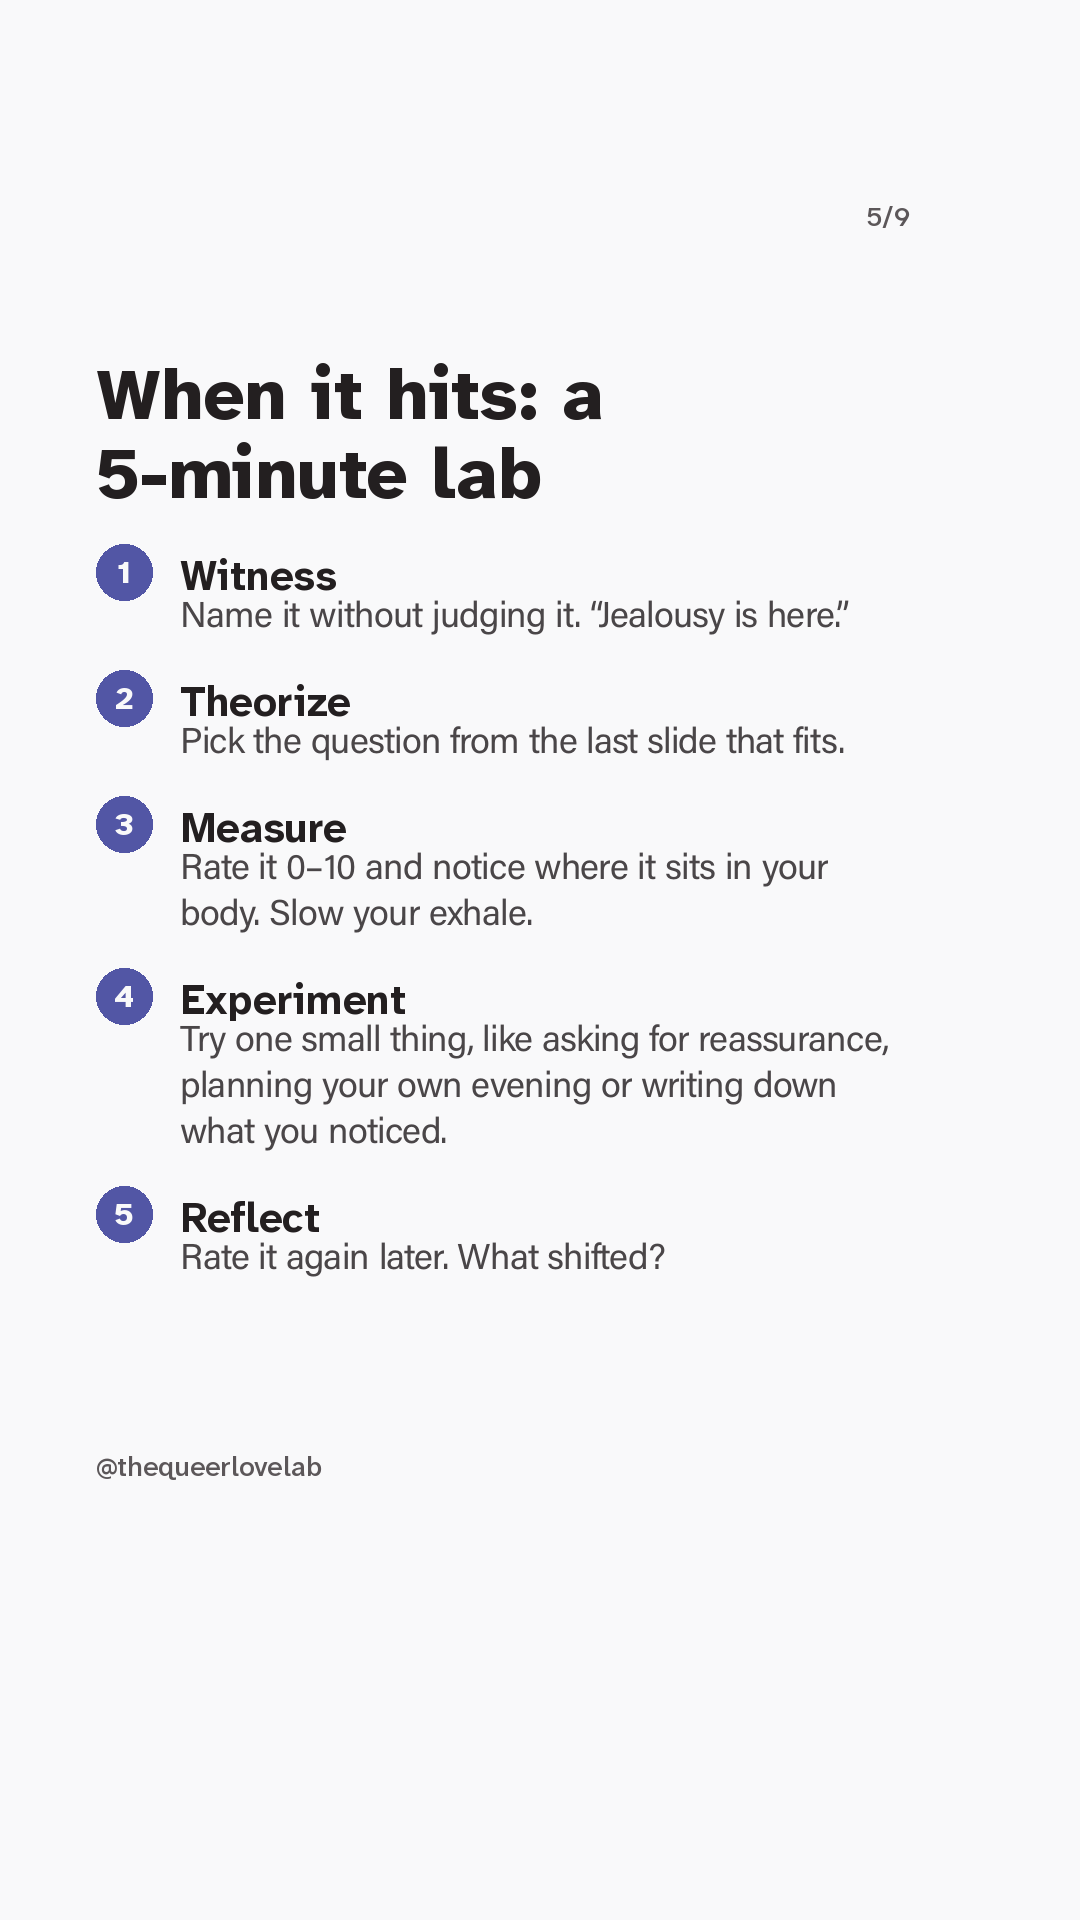 5/9
When it hits: a
5-minute lab
1 Witness
Name it without judging it. “Jealousy is here.”
2 Theorize
Pick the question from the last slide that fits.
3 Measure
Rate it 0–10 and notice where it sits in your
body. Slow your exhale.
4 Experiment
Try one small thing, like asking for reassurance,
planning your own evening or writing down
what you noticed.
5 Reflect
Rate it again later. What shifted?
@thequeerlovelab